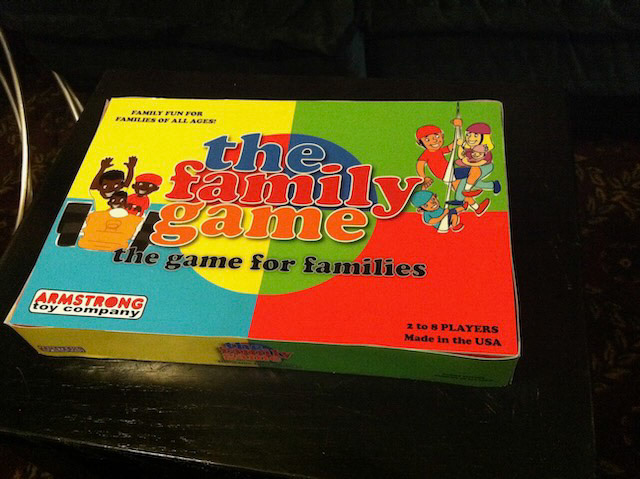 FAMILY FUN FOR
FAMILIES OF ALL AGES!
the
family
game
the game for families
ARMSTRONG
toy company
2 to 8 PLAYERS
Made in the USA